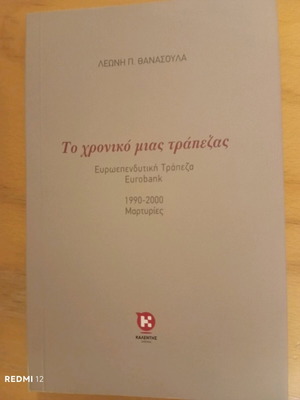 ΛΕΩΝΗ Π. ΘΑΝΑΣΟΥΛΑ
Το χρονικό μιας τράπεζας
Ευρωεπενδυτική Τράπεζα
Eurobank
1990-2000
Μαρτυρίες
ΚΑΛΕΝΤΗΣ
REDMI 12